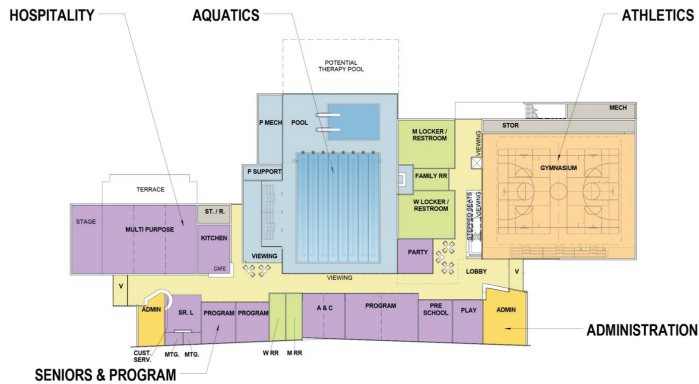 HOSPITALITY
AQUATICS
ATHLETICS
POTENTIAL
THERAPY POOL
P MECH
POOL
M LOCKER /
RESTROOM
VIEWING
MECH
STOR
GYMNASIUM
P SUPPORT
FAMILY RR
TERRACE
W LOCKER /
RESTROOM
STEPPED SEATS
VIEWING
STAGE
MULTI PURPOSE
ST. / R.
KITCHEN
CAFE
VIEWING
PARTY
VIEWING
LOBBY
V
V
ADMIN
SR. L
PROGRAM
PROGRAM
A & C
PROGRAM
PRE
SCHOOL
PLAY
ADMIN
ADMINISTRATION
CUST.
SERV.
MTG.
MTG.
W RR
M RR
SENIORS & PROGRAM